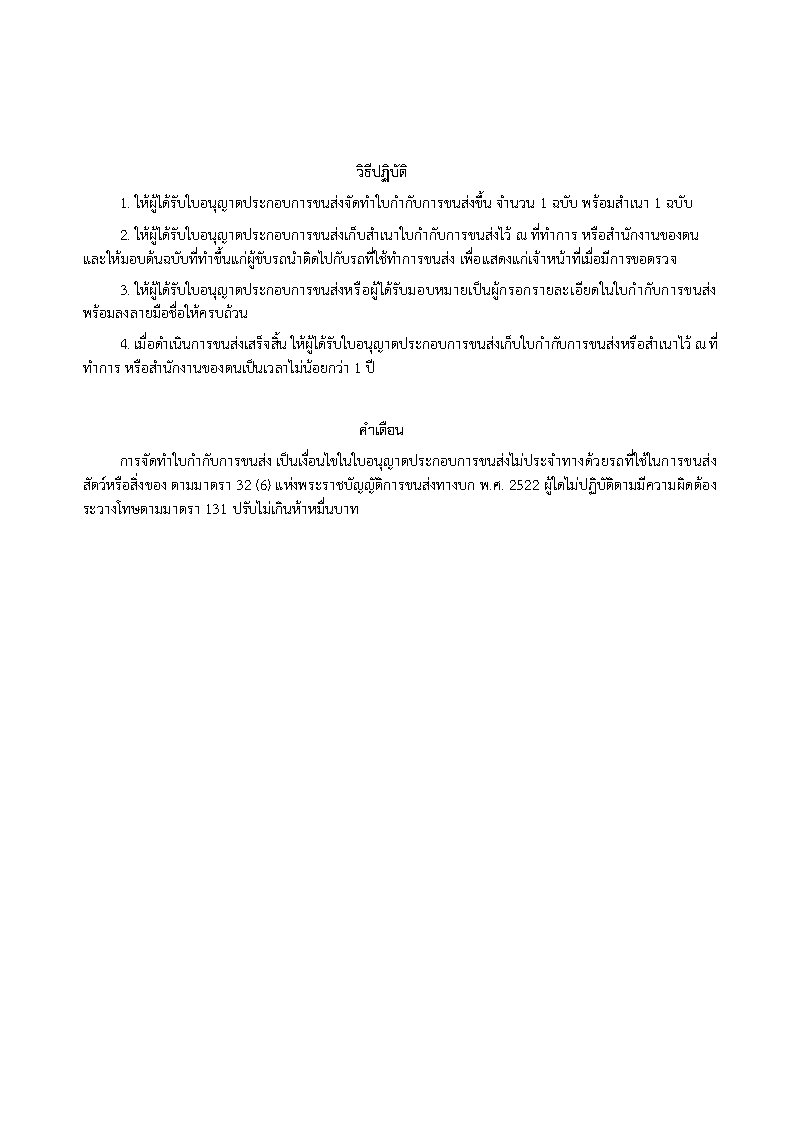 วิธีปฏิบัติ
1. ให้ผู้ได้รับใบอนุญาตประกอบการขนส่งจัดทำใบกำกับการขนส่งขึ้น จำนวน 1 ฉบับ พร้อมสำเนา 1 ฉบับ
2. ให้ผู้ได้รับใบอนุญาตประกอบการขนส่งเก็บสำเนาใบกำกับการขนส่งไว้ ณ ที่ทำการ หรือสำนักงานของตน
และให้มอบต้นฉบับที่ทำขึ้นแก่ผู้ขับรถนำติดไปกับรถที่ใช้ทำการขนส่ง เพื่อแสดงแก่เจ้าหน้าที่เมื่อมีการขอตรวจ
3. ให้ผู้ได้รับใบอนุญาตประกอบการขนส่งหรือผู้ได้รับมอบหมายเป็นผู้กรอกรายละเอียดในใบกำกับการขนส่ง
พร้อมลงลายมือชื่อให้ครบถ้วน
4. เมื่อดำเนินการขนส่งเสร็จสิ้น ให้ผู้ได้รับใบอนุญาตประกอบการขนส่งเก็บใบกำกับการขนส่งหรือสำเนาไว้ ณ ที่
ทำการ หรือสำนักงานของตนเป็นเวลาไม่น้อยกว่า 1 ปี
คำเตือน
การจัดทำใบกำกับการขนส่ง เป็นเงื่อนไขในใบอนุญาตประกอบการขนส่งไม่ประจำทางด้วยรถที่ใช้ในการขนส่ง
สัตว์หรือสิ่งของ ตามมาตรา 32 (6) แห่งพระราชบัญญัติการขนส่งทางบก พ.ศ. 2522 ผู้ใดไม่ปฏิบัติตามมีความผิดต้อง
ระวางโทษตามมาตรา 131 ปรับไม่เกินห้าหมื่นบาท